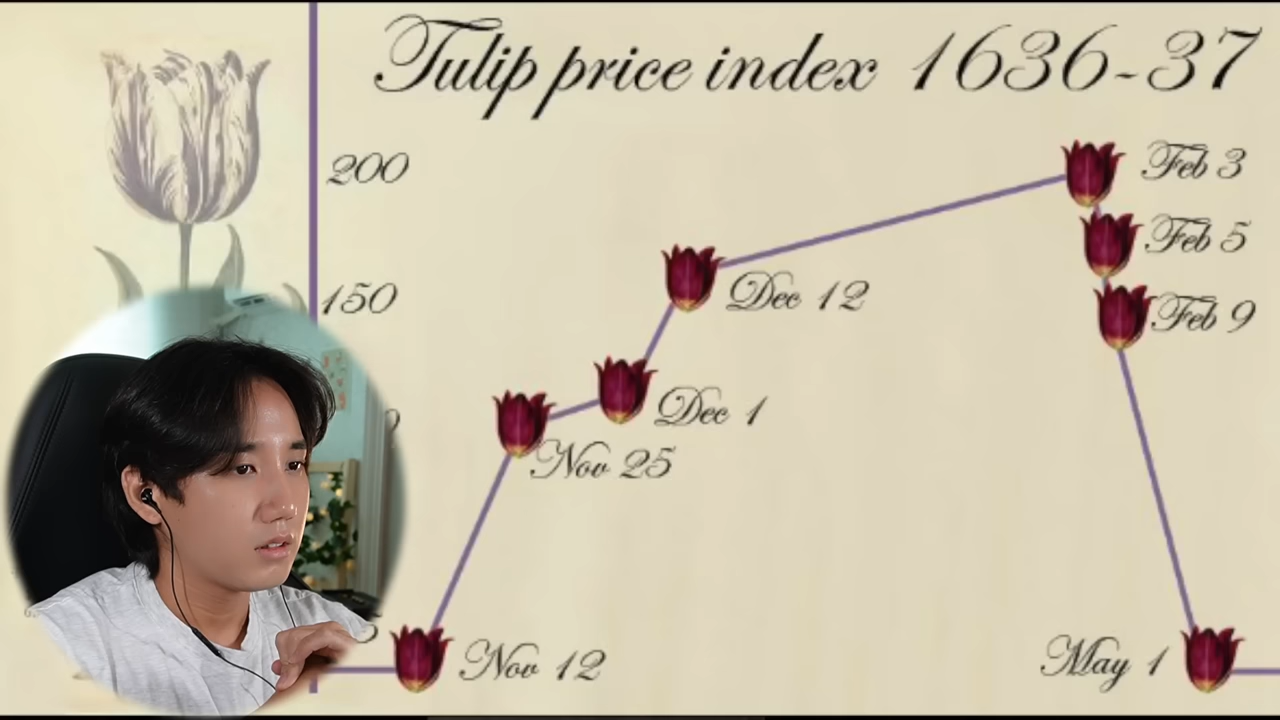 Tulip price index 1636-37
200
Feb 3
Feb 5
150
Dec 12
Feb 9
Dec 1
Nov 25
Nov 12
May 1